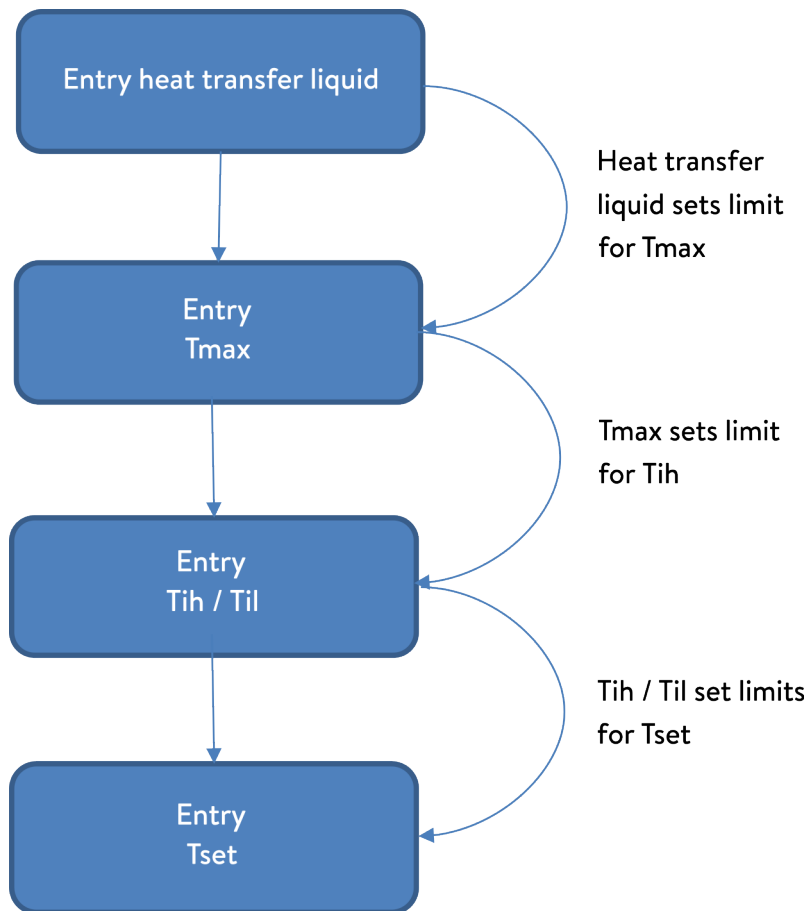 Entry heat transfer liquid
Heat transfer
liquid sets limit
for Tmax
Entry
Tmax
Tmax sets limit
for Tih
Entry
Tih / Til
Tih / Til set limits
for Tset
Entry
Tset